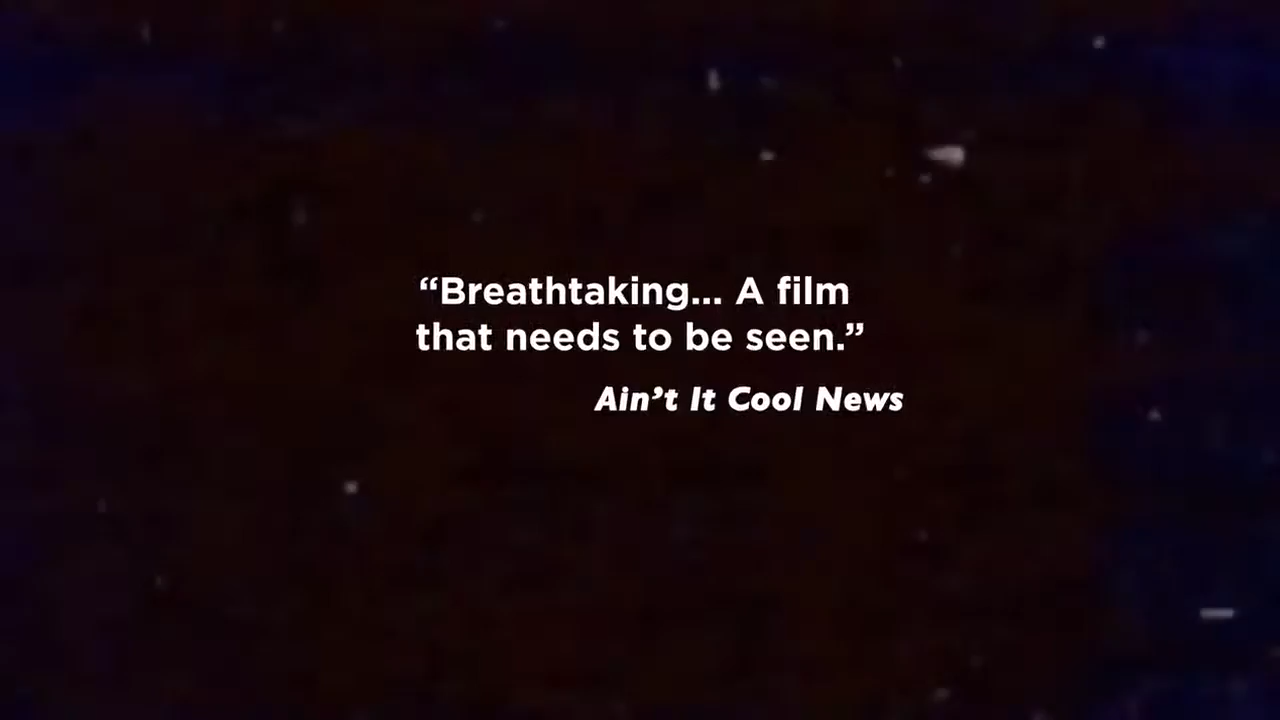 “Breathtaking... A film
that needs to be seen.”
Ain’t It Cool News